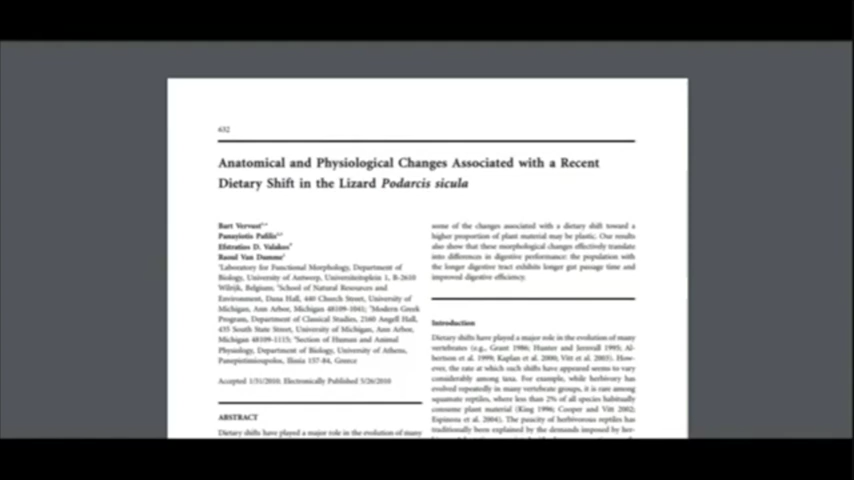 632
Anatomical and Physiological Changes Associated with a Recent
Dietary Shift in the Lizard Podarcis sicula
Bart Vervust
Panayiotis Pafilis
Efstratios D. Valakos
Raoul Van Damme
Laboratory for Functional Morphology, Department of
Biology, University of Antwerp, Universiteitsplein 1, B-2610
Wilrijk, Belgium; School of Natural Resources and
Environment, Dana Hall, 440 Church Street, University of
Michigan, Ann Arbor, Michigan 48109-1041; Modern Greek
Program, Department of Classical Studies, 2160 Angell Hall,
435 South State Street, University of Michigan, Ann Arbor,
Michigan 48109-1115; Section of Human and Animal
Physiology, Department of Biology, University of Athens,
Panepistimioupolos, Ilissia 157-84, Greece
Accepted 1/31/2010; Electronically Published 5/26/2010
ABSTRACT
Dietary shifts have played a major role in the evolution of many
some of the changes associated with a dietary shift toward a
higher proportion of plant material may be plastic. Our results
also show that these morphological changes effectively translate
into differences in digestive performance: the population with
the longer digestive tract exhibits longer gut passage time and
improved digestive efficiency.
Introduction
Dietary shifts have played a major role in the evolution of many
vertebrates (e.g., Grant 1986; Hunter and Jernvall 1995; Al-
bertson et al. 1999; Kaplan et al. 2000; Vitt et al. 2003). How-
ever, the rate at which such shifts have appeared seems to vary
considerably among taxa. For example, while herbivory has
evolved repeatedly in many vertebrate groups, it is rare among
squamate reptiles, where less than 2% of all species habitually
consume plant material (King 1996; Cooper and Vitt 2002;
Espinoza et al. 2004). The paucity of herbivorous reptiles has
traditionally been explained by the demands imposed by her-